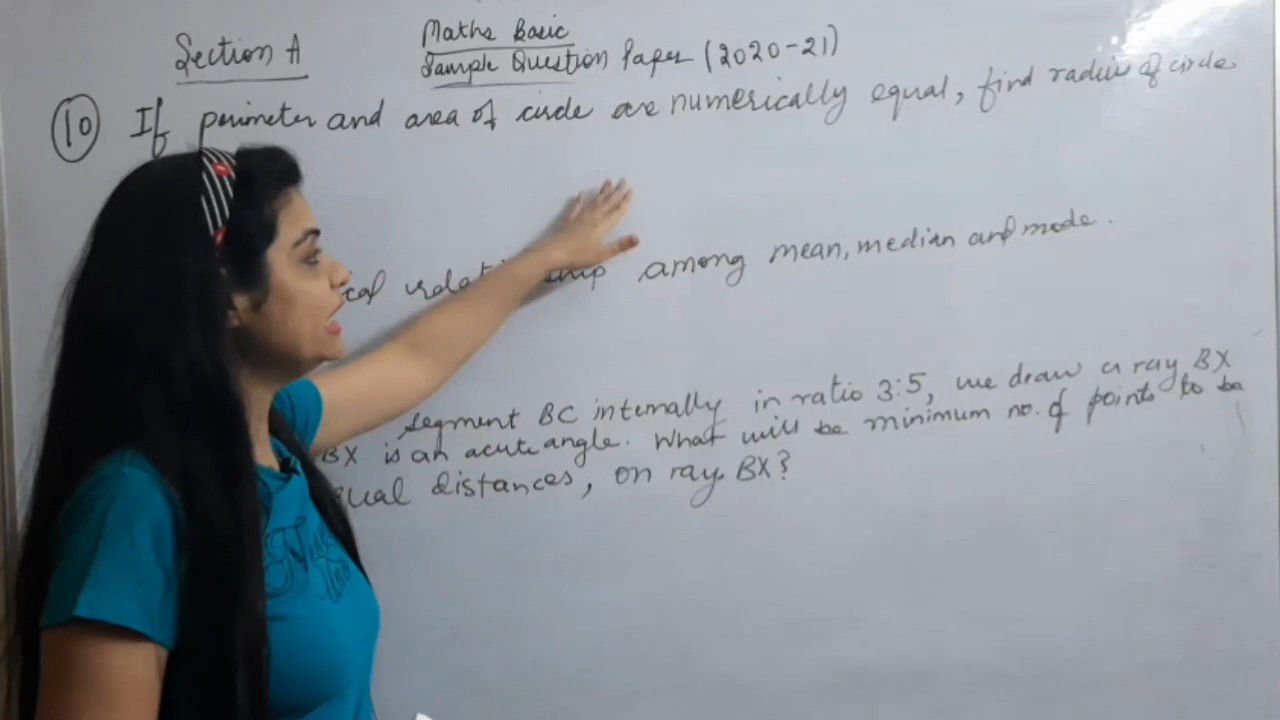 Section A
Maths Basic
Sample Question Paper (2020-21)
10 If perimeter and area of circle are numerically equal, find radius of circle.
among mean, median and mode.
segment BC internally in ratio 3:5, we draw a ray BX
BX is an acute angle. What will be minimum no. of points to be
distances, on ray BX?